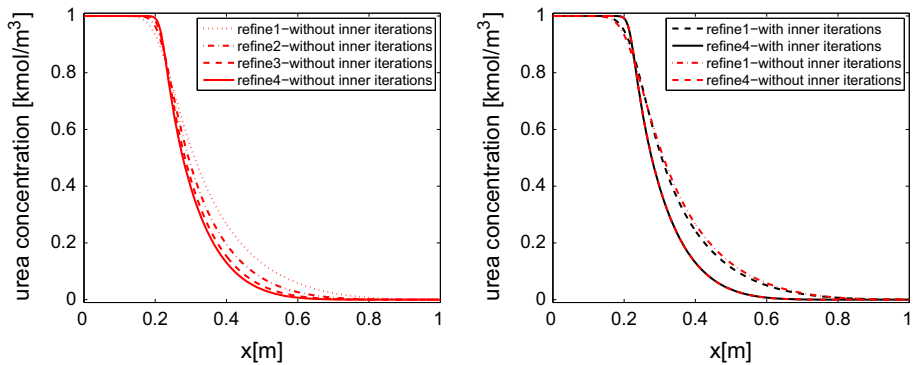 refine1−without inner iterations
refine2−without inner iterations
refine3−without inner iterations
refine4−without inner iterations
urea concentration [kmol/m³]
1
0.8
0.6
0.4
0.2
0
0
0.2
0.4
0.6
0.8
1
x[m]
refine1−with inner iterations
refine4−with inner iterations
refine1−without inner iterations
refine4−without inner iterations
urea concentration [kmol/m³]
1
0.8
0.6
0.4
0.2
0
0
0.2
0.4
0.6
0.8
1
x[m]